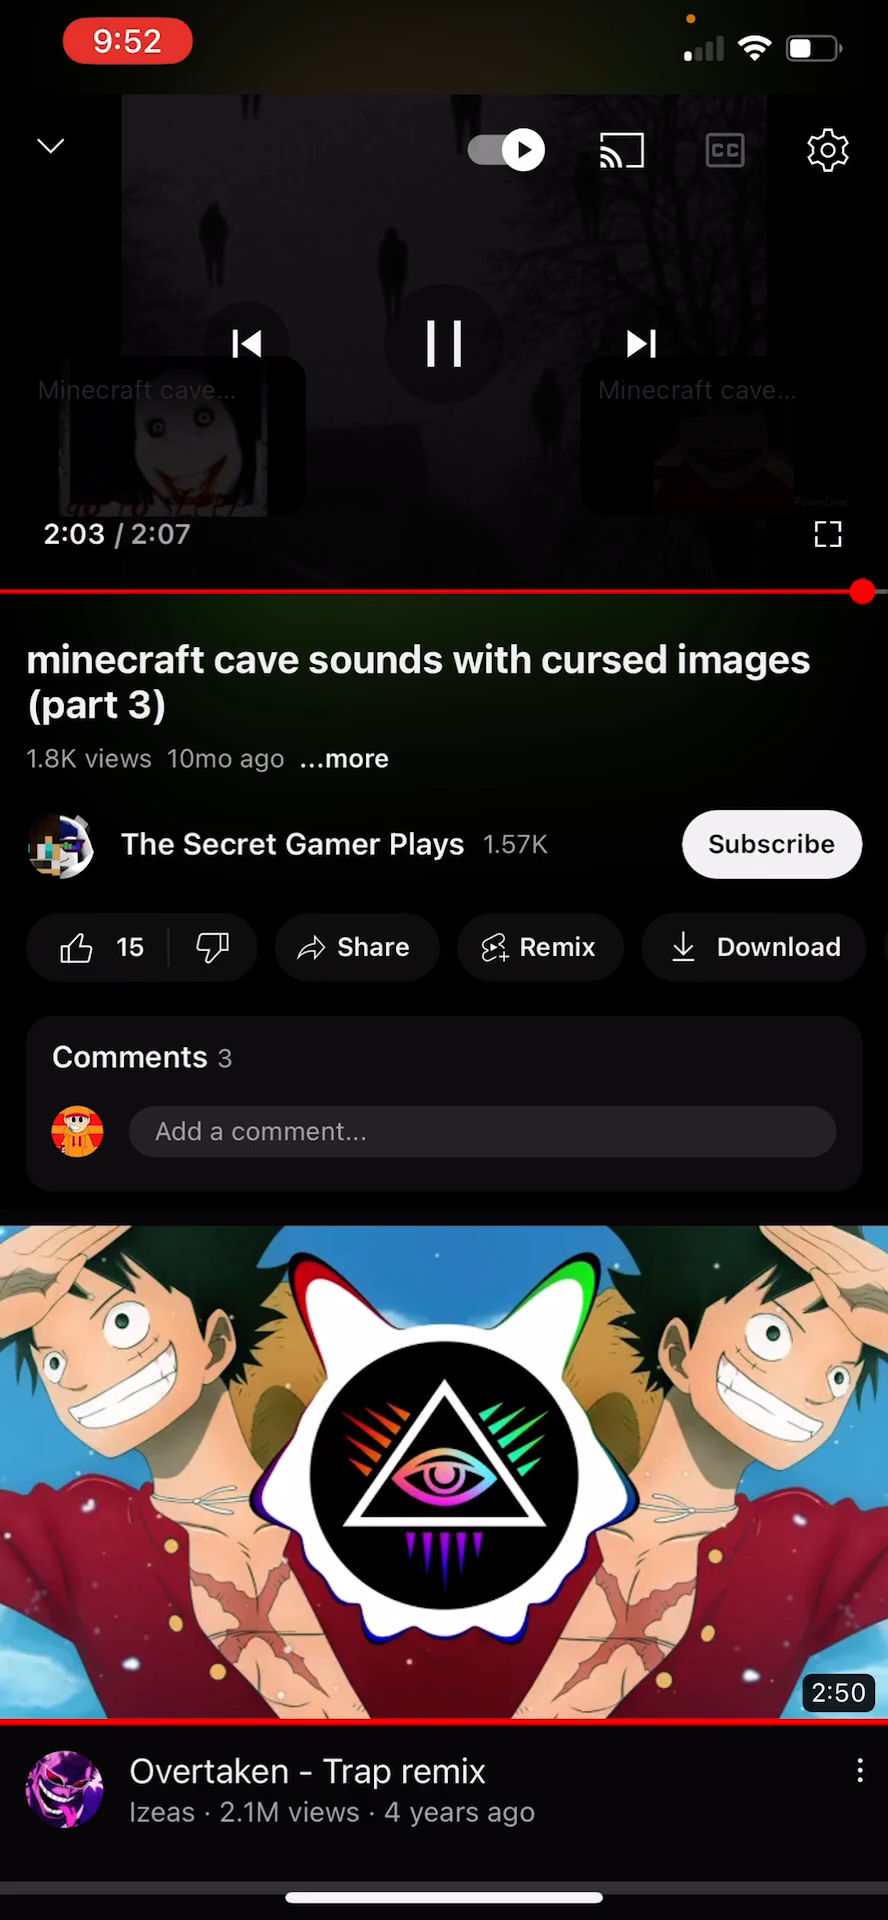 9:52
CC
Minecraft cave...
Minecraft cave...
2:03 / 2:07
minecraft cave sounds with cursed images
(part 3)
1.8K views 10mo ago ...more
The Secret Gamer Plays 1.57K
Subscribe
15
Share
Remix
Download
Comments 3
Add a comment...
2:50
Overtaken - Trap remix
Izeas · 2.1M views · 4 years ago